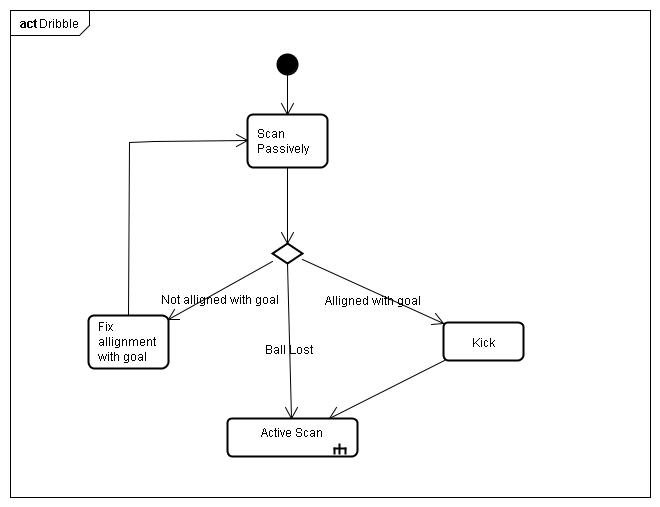 act Dribble
Scan
Passively
Not alligned with goal
Alligned with goal
Fix
allignment
with goal
Ball Lost
Kick
Active Scan